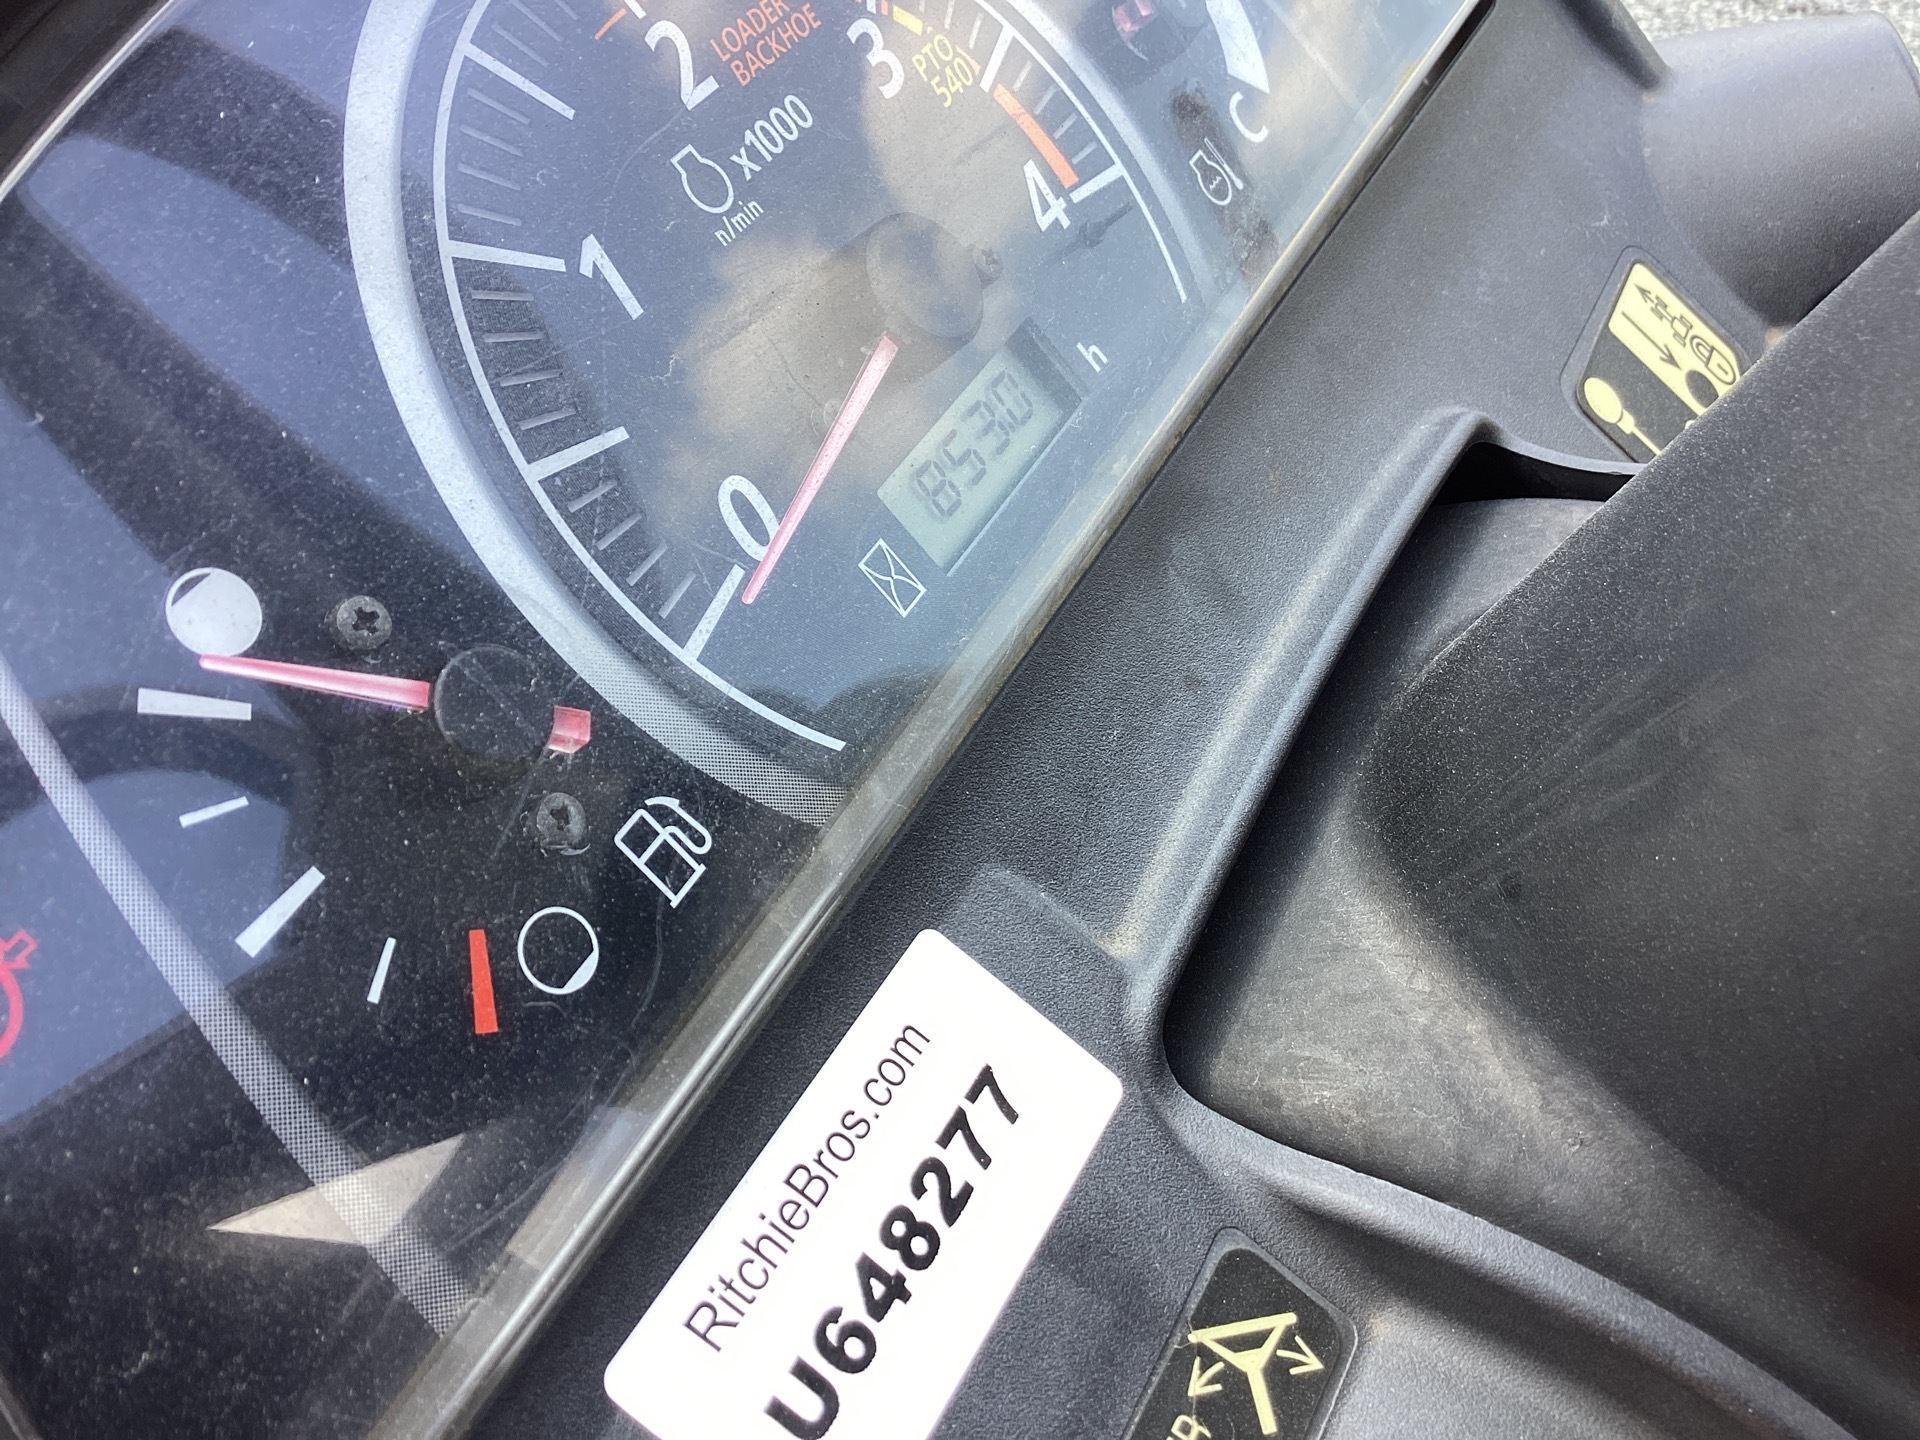 0
1
2
3
4
LOADER
BACKHOE
PTO
540
x1000
n/min
8530
h
C
RitchieBros.com
U648277